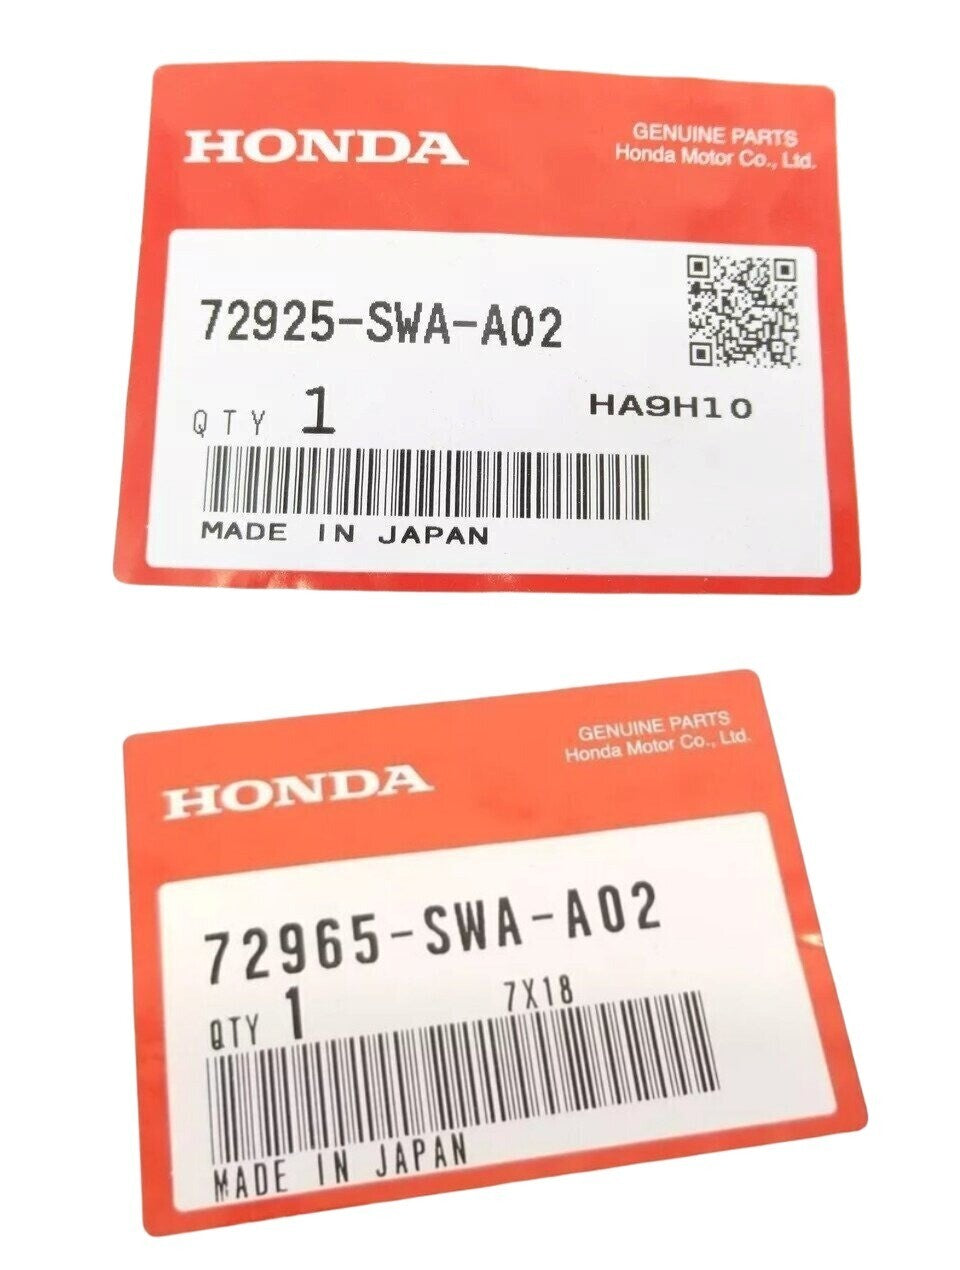 HONDA
GENUINE PARTS
Honda Motor Co., Ltd.
72925-SWA-A02
QTY 1
HA9H10
MADE IN JAPAN
HONDA
GENUINE PARTS
Honda Motor Co., Ltd.
72965-SWA-A02
QTY 1 7X18
MADE IN JAPAN